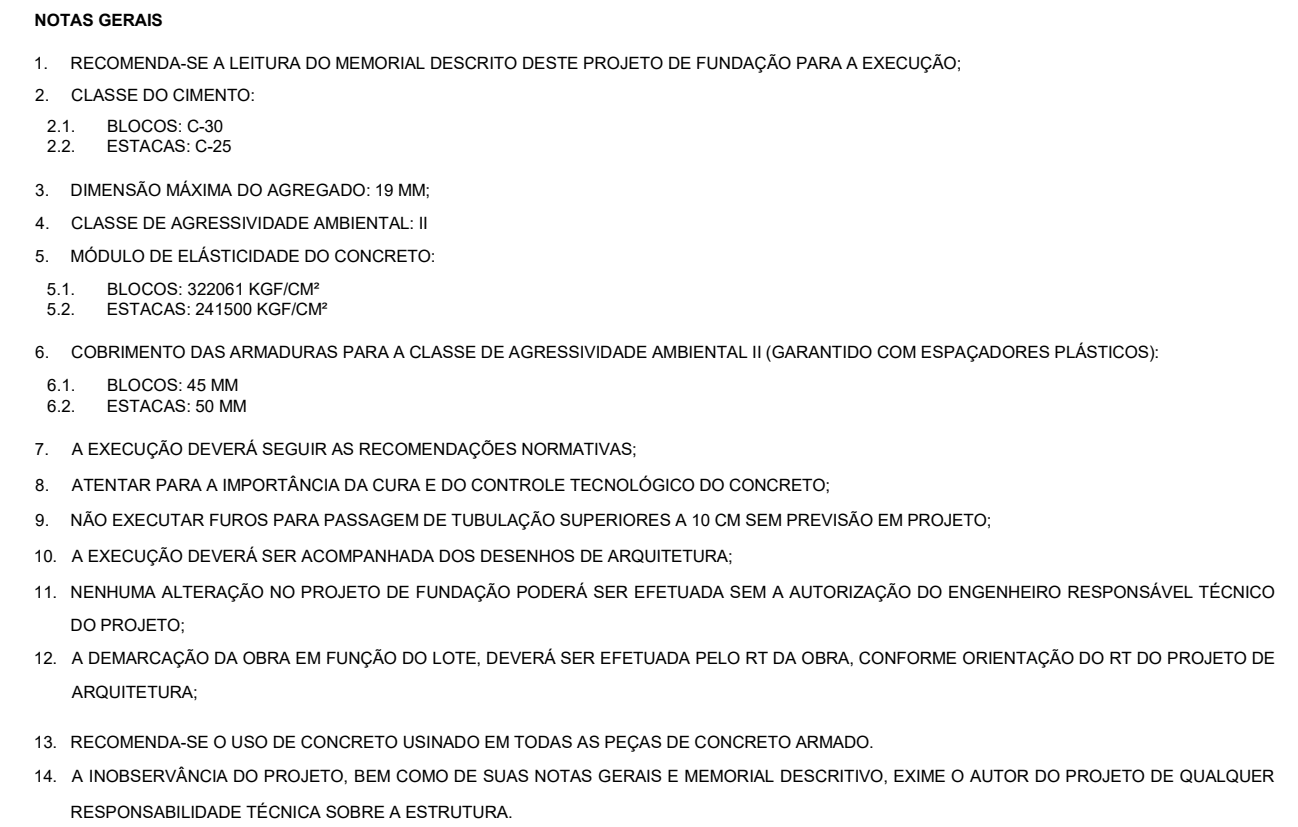 NOTAS GERAIS
1. RECOMENDA-SE A LEITURA DO MEMORIAL DESCRITO DESTE PROJETO DE FUNDAÇÃO PARA A EXECUÇÃO;
2. CLASSE DO CIMENTO:
2.1. BLOCOS: C-30
2.2. ESTACAS: C-25
3. DIMENSÃO MÁXIMA DO AGREGADO: 19 MM;
4. CLASSE DE AGRESSIVIDADE AMBIENTAL: II
5. MÓDULO DE ELÁSTICIDADE DO CONCRETO:
5.1. BLOCOS: 322061 KGF/CM²
5.2. ESTACAS: 241500 KGF/CM²
6. COBRIMENTO DAS ARMADURAS PARA A CLASSE DE AGRESSIVIDADE AMBIENTAL II (GARANTIDO COM ESPAÇADORES PLÁSTICOS):
6.1. BLOCOS: 45 MM
6.2. ESTACAS: 50 MM
7. A EXECUÇÃO DEVERÁ SEGUIR AS RECOMENDAÇÕES NORMATIVAS;
8. ATENTAR PARA A IMPORTÂNCIA DA CURA E DO CONTROLE TECNOLÓGICO DO CONCRETO;
9. NÃO EXECUTAR FUROS PARA PASSAGEM DE TUBULAÇÃO SUPERIORES A 10 CM SEM PREVISÃO EM PROJETO;
10. A EXECUÇÃO DEVERÁ SER ACOMPANHADA DOS DESENHOS DE ARQUITETURA;
11. NENHUMA ALTERAÇÃO NO PROJETO DE FUNDAÇÃO PODERÁ SER EFETUADA SEM A AUTORIZAÇÃO DO ENGENHEIRO RESPONSÁVEL TÉCNICO
DO PROJETO;
12. A DEMARCAÇÃO DA OBRA EM FUNÇÃO DO LOTE, DEVERÁ SER EFETUADA PELO RT DA OBRA, CONFORME ORIENTAÇÃO DO RT DO PROJETO DE
ARQUITETURA;
13. RECOMENDA-SE O USO DE CONCRETO USINADO EM TODAS AS PEÇAS DE CONCRETO ARMADO.
14. A INOBSERVÂNCIA DO PROJETO, BEM COMO DE SUAS NOTAS GERAIS E MEMORIAL DESCRITIVO, EXIME O AUTOR DO PROJETO DE QUALQUER
RESPONSABILIDADE TÉCNICA SOBRE A ESTRUTURA.